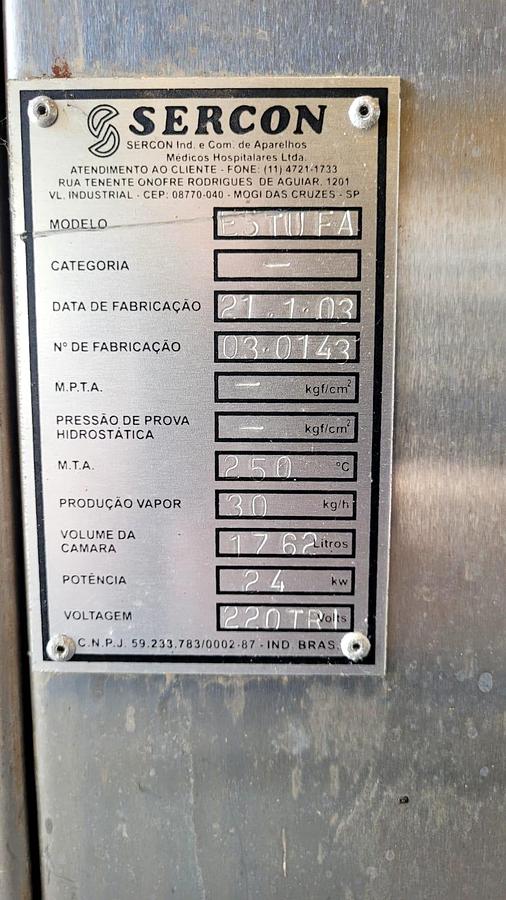 SERCON
SERCON Ind. e Com. de Aparelhos
Médicos Hospitalares Ltda.
ATENDIMENTO AO CLIENTE - FONE: (11) 4721-1733
RUA TENENTE ONOFRE RODRIGUES DE AGUIAR, 1201
VL. INDUSTRIAL - CEP: 08770-040 - MOGI DAS CRUZES - SP
MODELO ESTUFA
CATEGORIA —
DATA DE FABRICAÇÃO 21.1.03
Nº DE FABRICAÇÃO 03.0143
M.P.T.A. — kgf/cm²
PRESSÃO DE PROVA
HIDROSTÁTICA — kgf/cm²
M.T.A. 250 °C
PRODUÇÃO VAPOR 30 kg/h
VOLUME DA
CAMARA 1762 Litros
POTÊNCIA 24 kw
VOLTAGEM 220TRI Volts
C.N.P.J. 59.233.783/0002-87 - IND. BRAS.